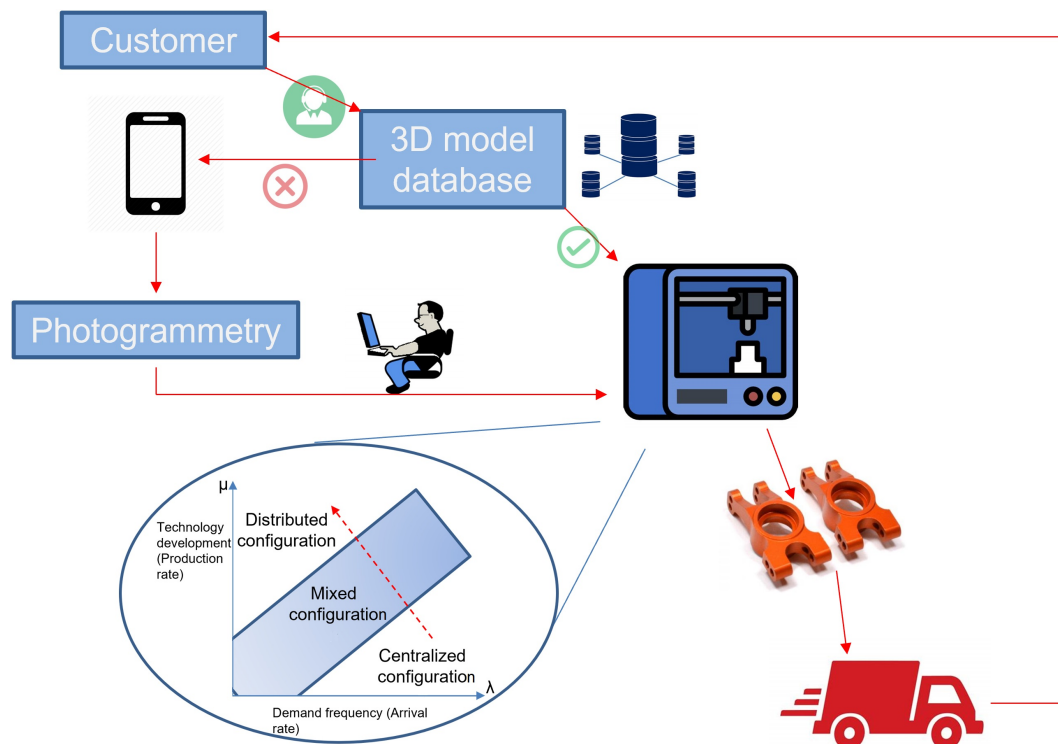 Customer
3D model
database
Photogrammetry
μ
Technology
development
(Production
rate)
Distributed
configuration
Mixed
configuration
Centralized
configuration
λ
Demand frequency (Arrival
rate)